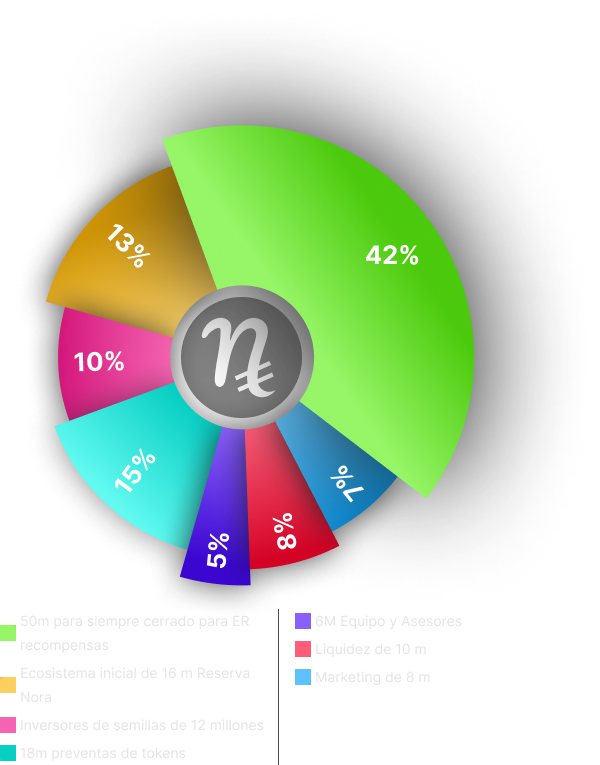 42%
13%
10%
15%
5%
8%
7%
50m para siempre cerrado para ER
recompensas
Ecosistema inicial de 16 m Reserva
Nora
Inversores de semillas de 12 millones
18m preventas de tokens
6M Equipo y Asesores
Liquidez de 10 m
Marketing de 8 m